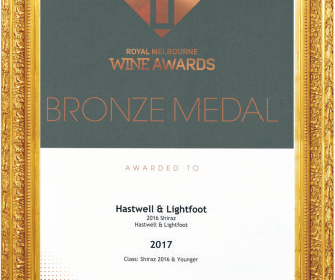 ROYAL MELBOURNE
WINE AWARDS
BRONZE MEDAL
AWARDED TO
Hastwell & Lightfoot
2016 Shiraz
Hastwell & Lightfoot
2017
Class: Shiraz 2016 & Younger